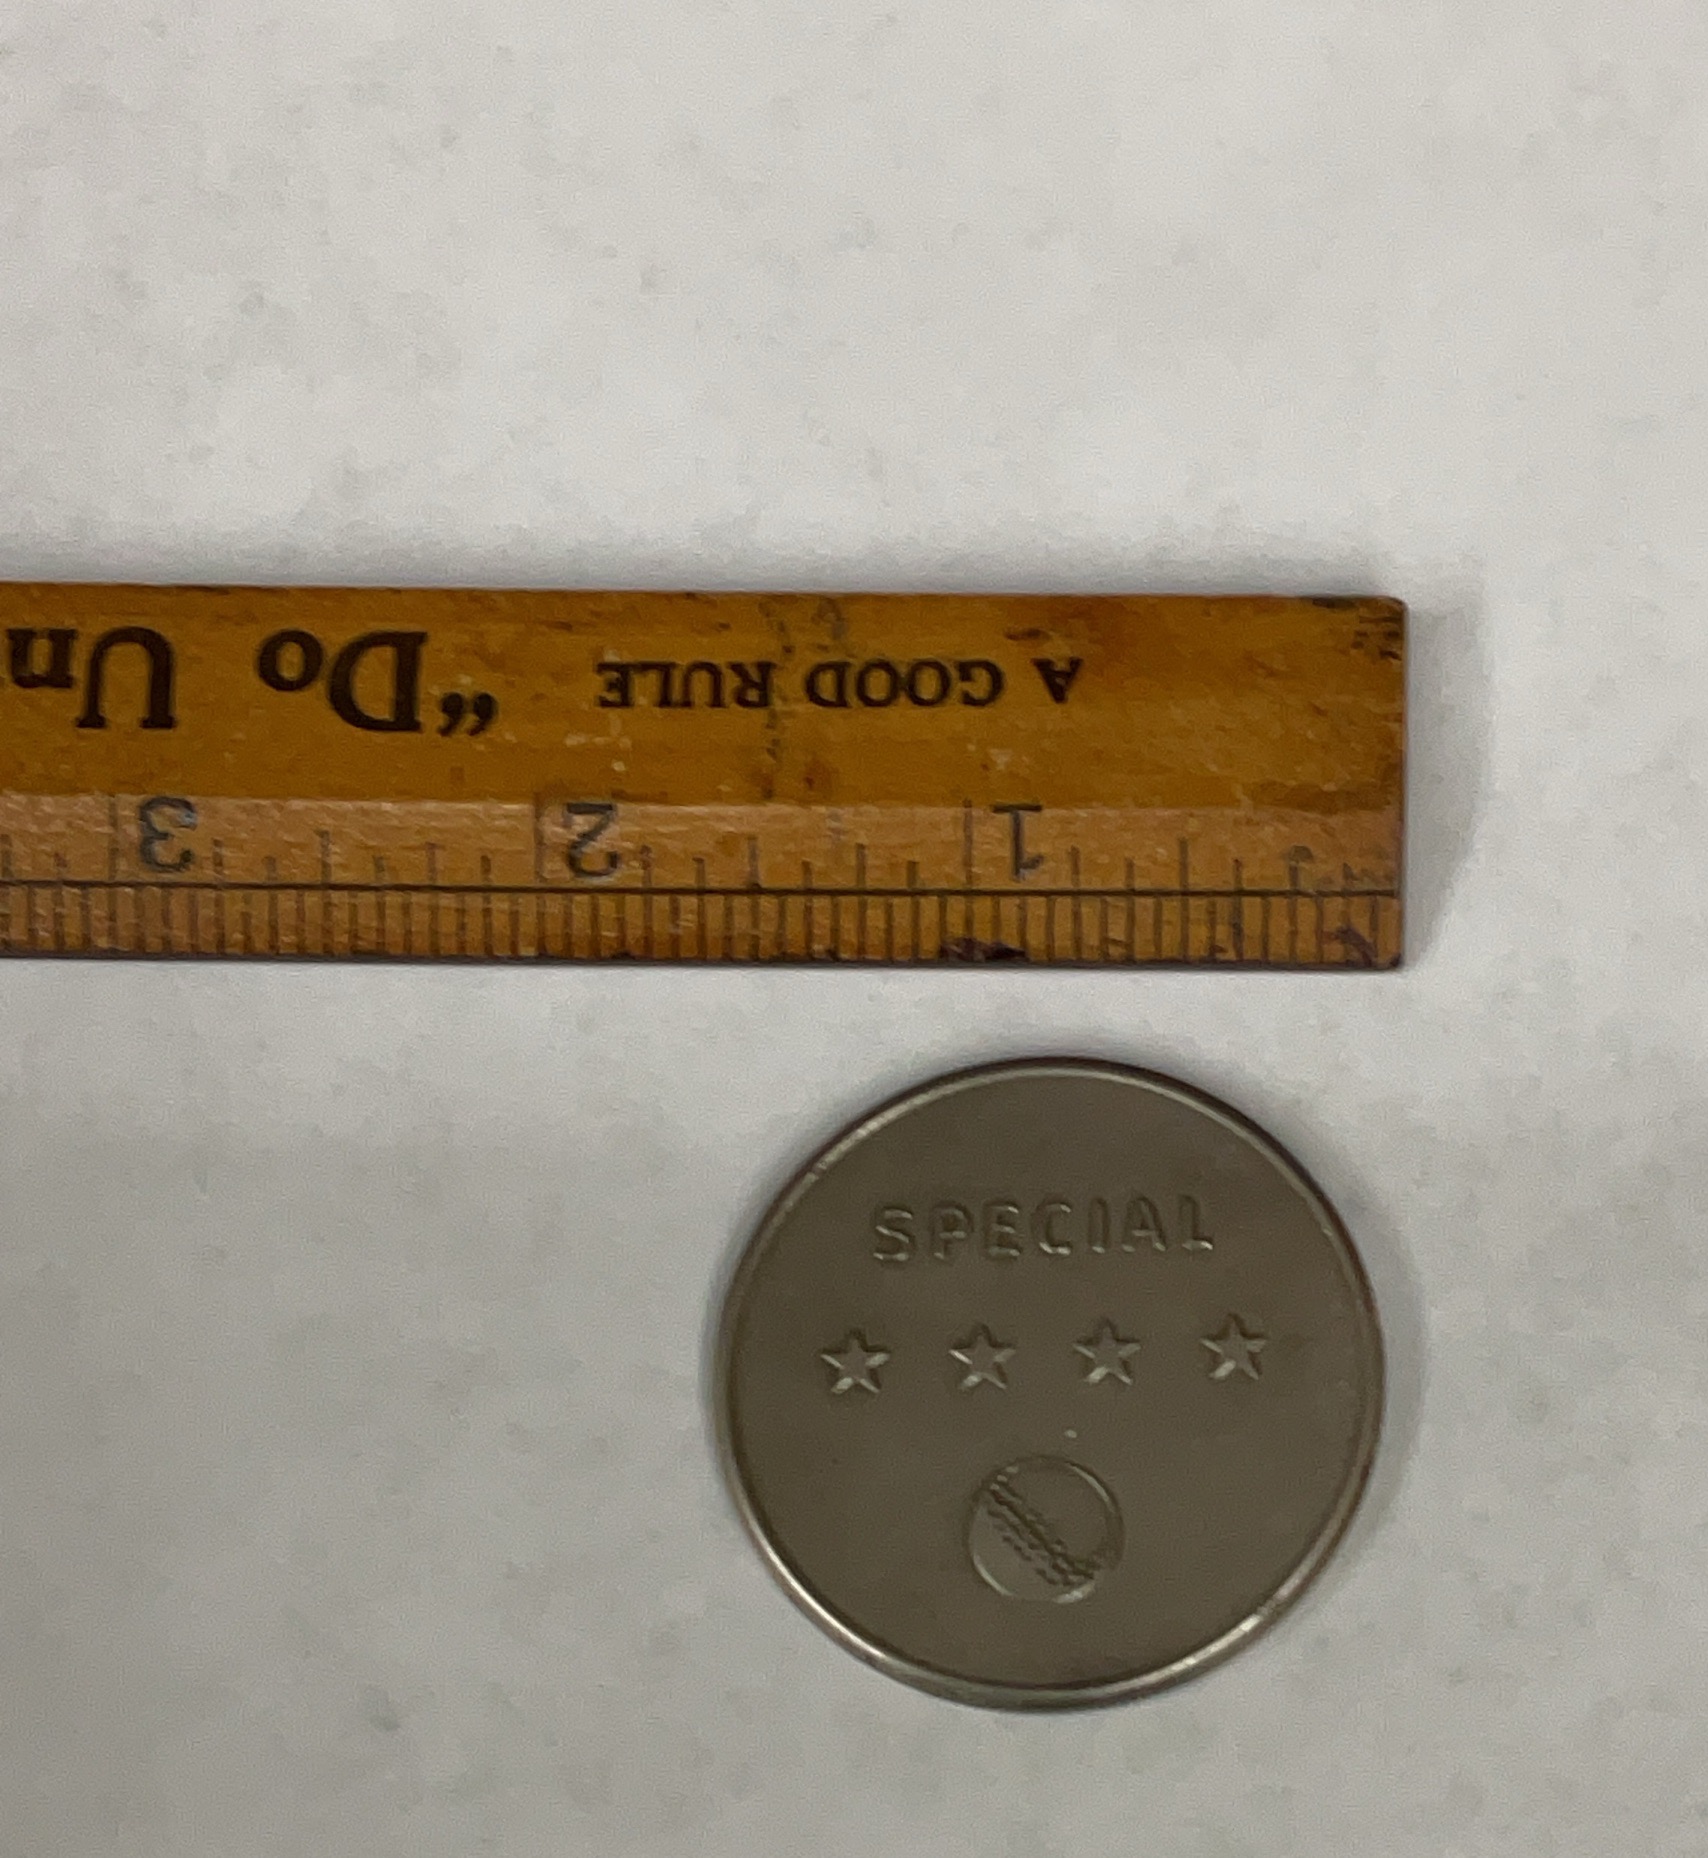 A GOOD RULE
“Do Un
1 2 3
SPECIAL